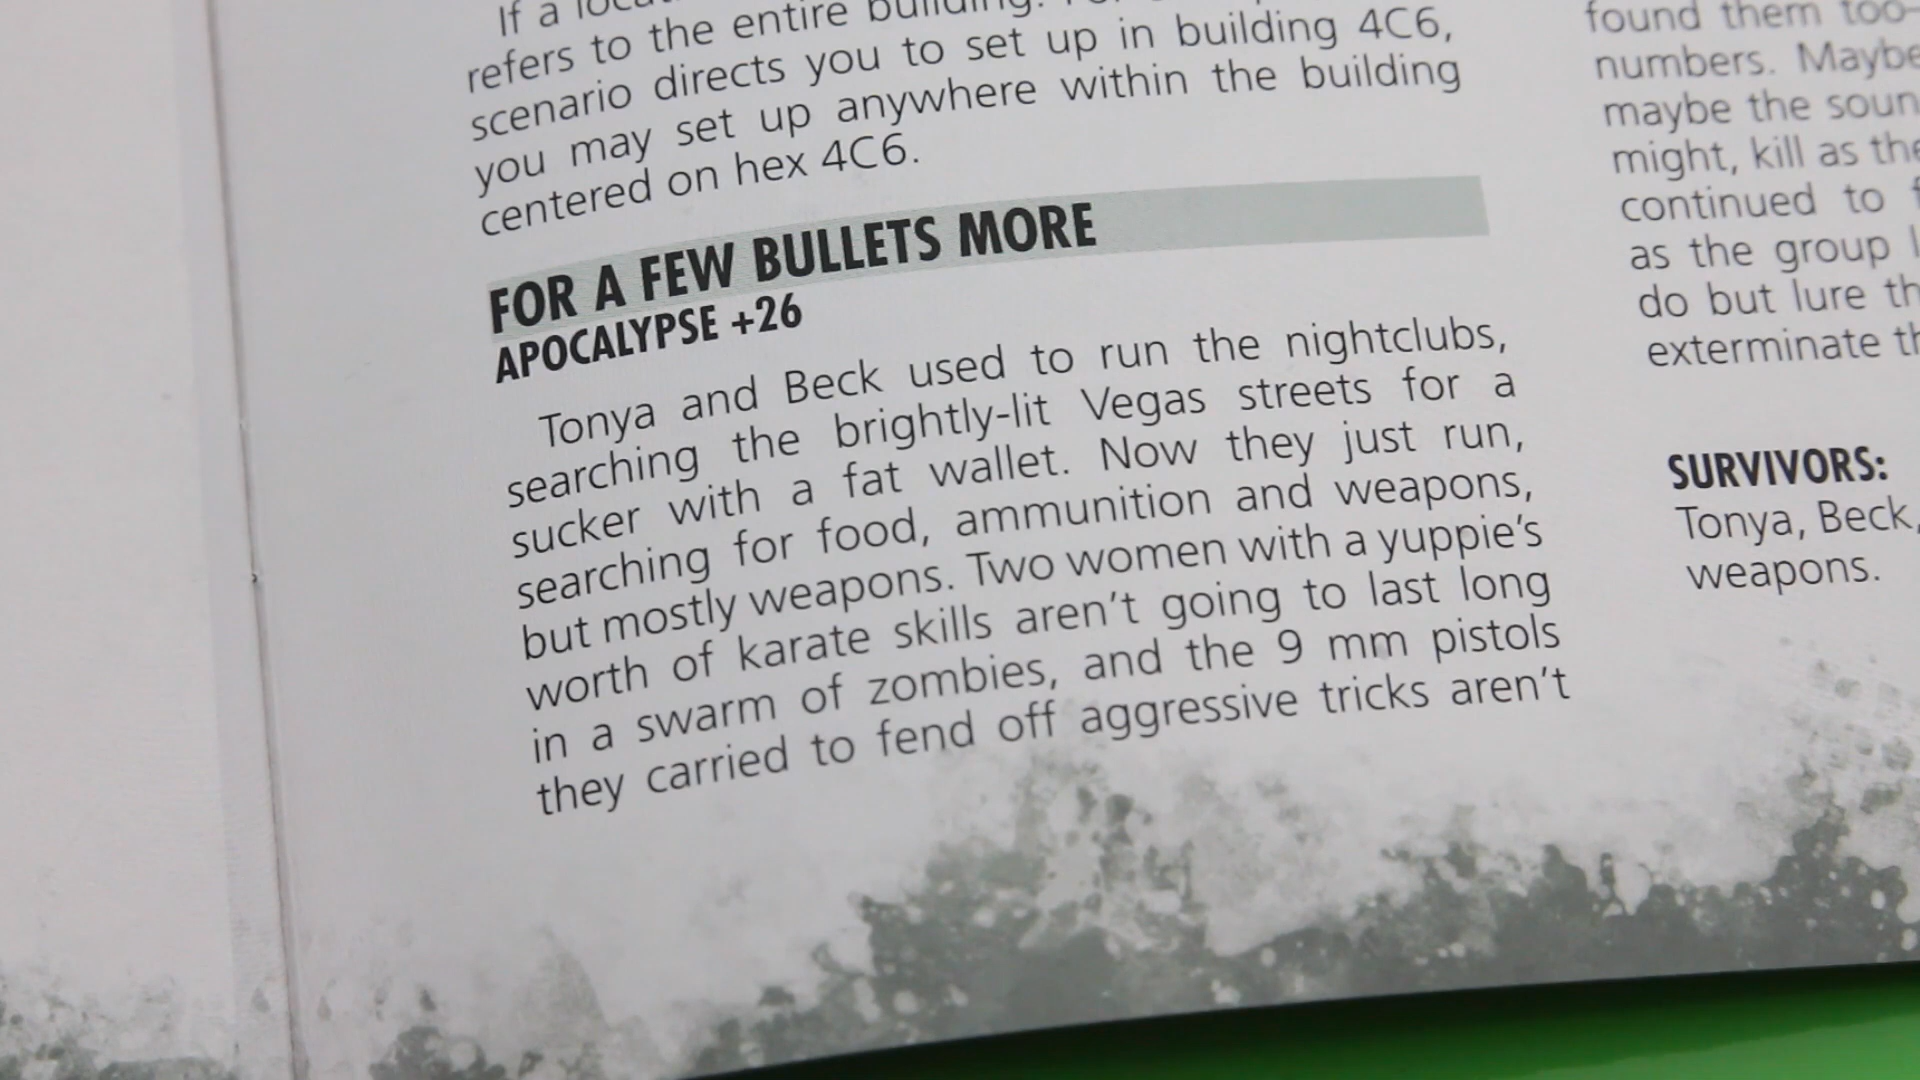 If a
refers to the entire building.
scenario directs you to set up in building 4C6,
you may set up anywhere within the building
centered on hex 4C6.
FOR A FEW BULLETS MORE
APOCALYPSE +26
Tonya and Beck used to run the nightclubs,
searching the brightly-lit Vegas streets for a
sucker with a fat wallet. Now they just run,
searching for food, ammunition and weapons,
but mostly weapons. Two women with a yuppie's
worth of karate skills aren't going to last long
in a swarm of zombies, and the 9 mm pistols
they carried to fend off aggressive tricks aren't
found them too-
numbers. Maybe
maybe the soun
might, kill as the
continued to
as the group
do but lure th
exterminate th
SURVIVORS:
Tonya, Beck,
weapons.